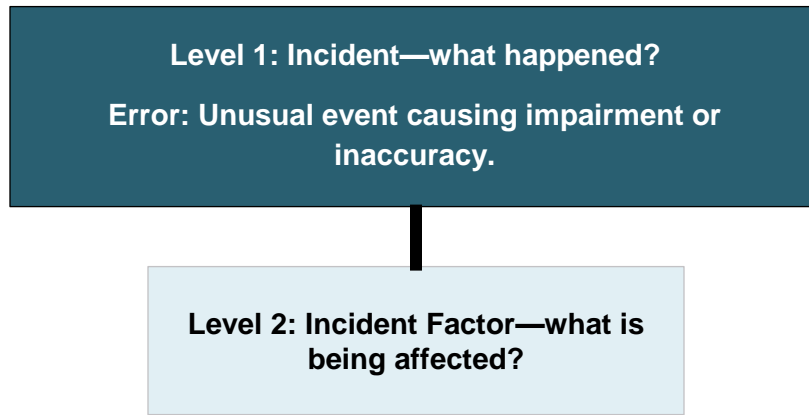 Level 1: Incident—what happened?
Error: Unusual event causing impairment or
inaccuracy.
Level 2: Incident Factor—what is
being affected?